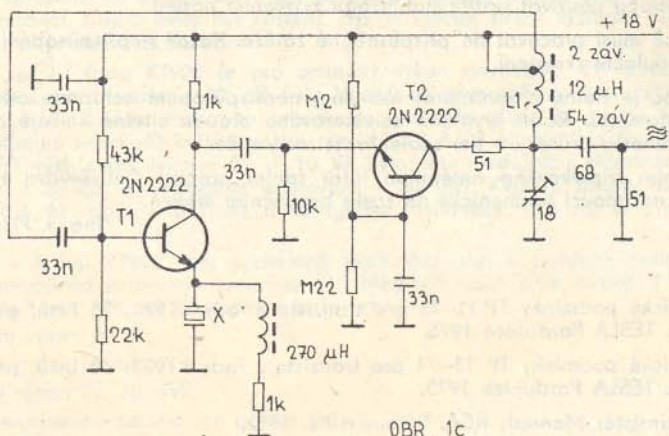 + 18 V
2 záv.
33n
1k
M2
T2
L1
12 μH
2N2222
54 záv
43k
33n
51
68
2N2222
10k
18
51
T1
33n
M22
33n
X
22k
270 μH
1k
OBR. 1c